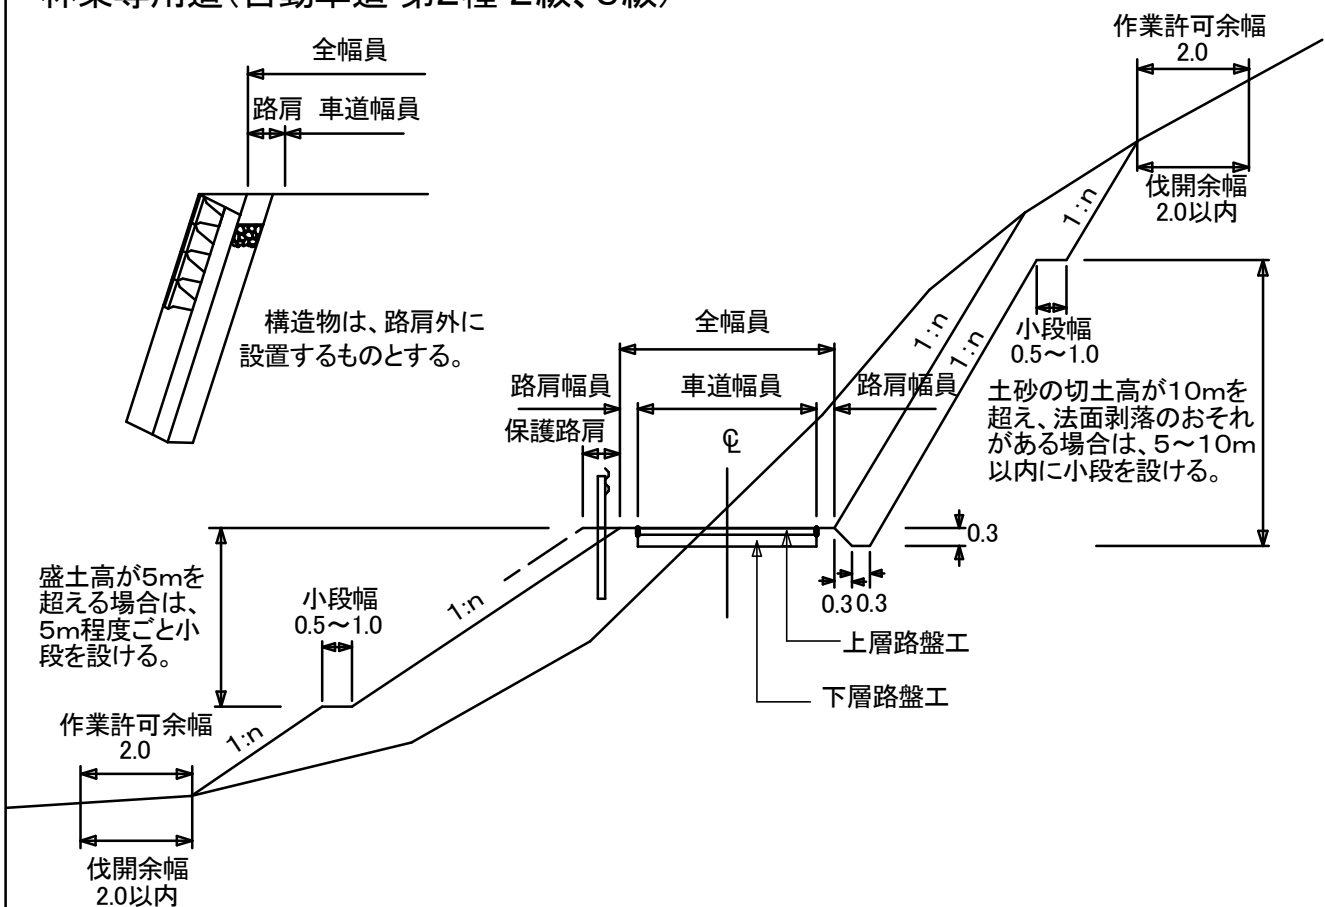 林業専用道(自動車道 第2種 2級、3級)
作業許可余幅
2.0
全幅員
路肩 車道幅員
伐開余幅
2.0以内
1:n
構造物は、路肩外に
設置するものとする。
全幅員
1:n
1:n
小段幅
0.5～1.0
路肩幅員
車道幅員
路肩幅員
保護路肩
土砂の切土高が10mを
超え、法面剥落のおそれ
がある場合は、5～10m
以内に小段を設ける。
℄
0.3
盛土高が5mを
超える場合は、
5m程度ごと小
段を設ける。
小段幅
0.5～1.0
1:n
0.3
0.3
上層路盤工
下層路盤工
作業許可余幅
2.0
1:n
伐開余幅
2.0以内